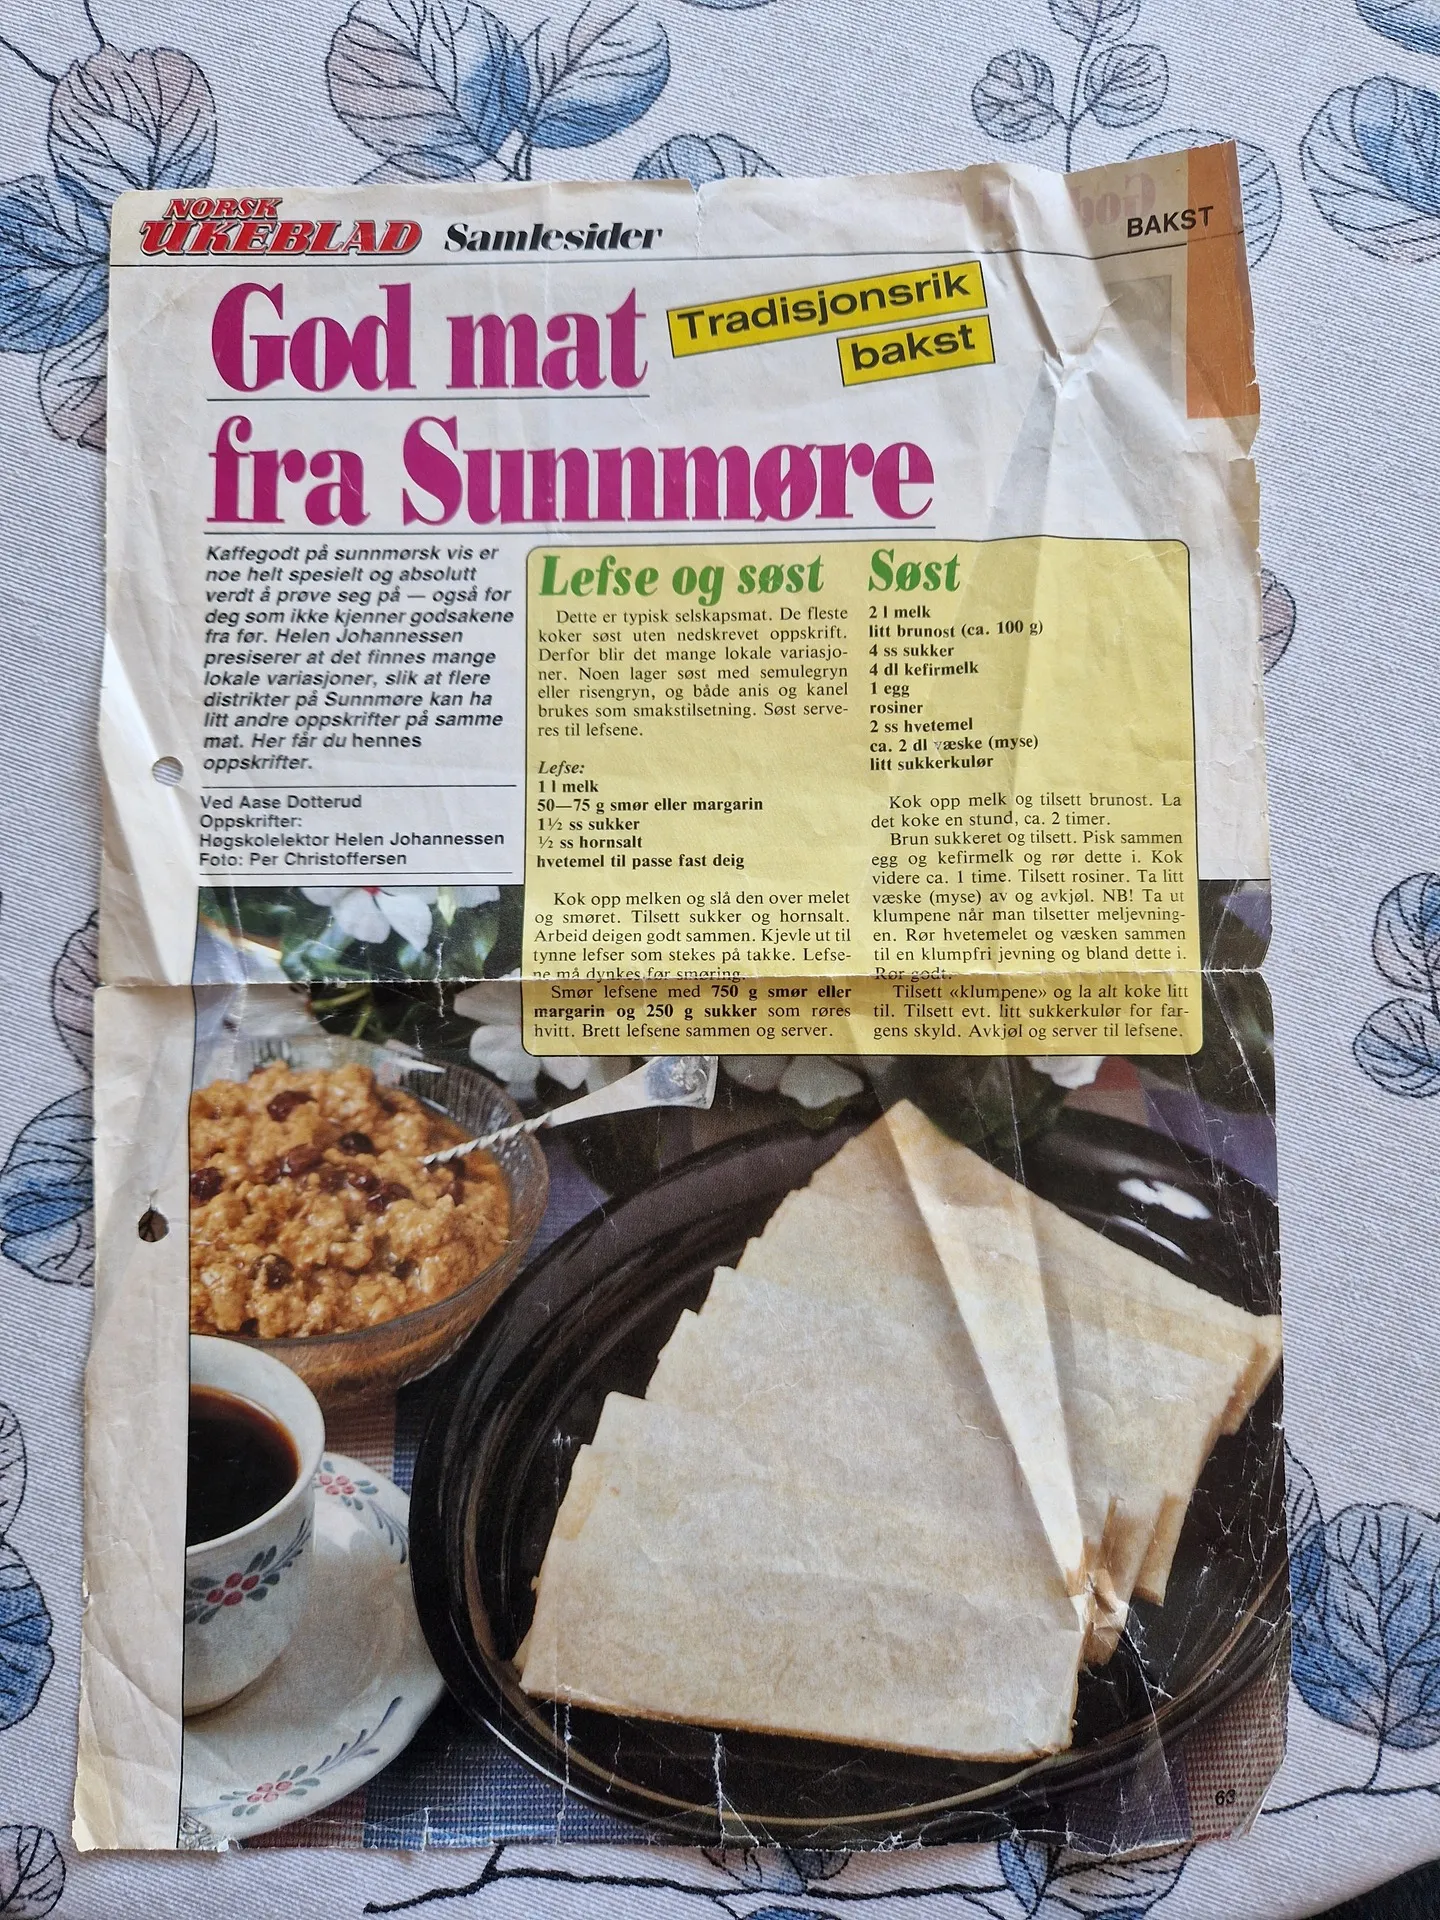 NORSK
UKEBLAD Samlesider
BAKST
God mat
fra Sunnmøre
Tradisjonsrik
bakst
Kaffegodt på sunnmørsk vis er
noe helt spesielt og absolutt
verdt å prøve seg på — også for
deg som ikke kjenner godsakene
fra før. Helen Johannessen
presiserer at det finnes mange
lokale variasjoner, slik at flere
distrikter på Sunnmøre kan ha
litt andre oppskrifter på samme
mat. Her får du hennes
oppskrifter.
Ved Aase Dotterud
Oppskrifter:
Høgskolelektor Helen Johannessen
Foto: Per Christoffersen
Lefse og søst
Dette er typisk selskapsmat. De fleste
koker søst uten nedskrevet oppskrift.
Derfor blir det mange lokale variasjo-
ner. Noen lager søst med semulegryn
eller risengryn, og både anis og kanel
brukes som smakstilsetning. Søst serve-
res til lefsene.
Lefse:
1 l melk
50—75 g smør eller margarin
1½ ss sukker
½ ss hornsalt
hvetemel til passe fast deig
Kok opp melken og slå den over melet
og smøret. Tilsett sukker og hornsalt.
Arbeid deigen godt sammen. Kjevle ut til
tynne lefser som stekes på takke. Lefse-
ne må dynkes før smøring.
Smør lefsene med 750 g smør eller
margarin og 250 g sukker som røres
hvitt. Brett lefsene sammen og server.
Søst
2 l melk
litt brunost (ca. 100 g)
4 ss sukker
4 dl kefirmelk
1 egg
rosiner
2 ss hvetemel
ca. 2 dl væske (myse)
litt sukkerkulør
Kok opp melk og tilsett brunost. La
det koke en stund, ca. 2 timer.
Brun sukkeret og tilsett. Pisk sammen
egg og kefirmelk og rør dette i. Kok
videre ca. 1 time. Tilsett rosiner. Ta litt
væske (myse) av og avkjøl. NB! Ta ut
klumpene når man tilsetter meljevning-
en. Rør hvetemelet og væsken sammen
til en klumpfri jevning og bland dette i.
Rør godt.
Tilsett «klumpene» og la alt koke litt
til. Tilsett evt. litt sukkerkulør for far-
gens skyld. Avkjøl og server til lefsene.
63